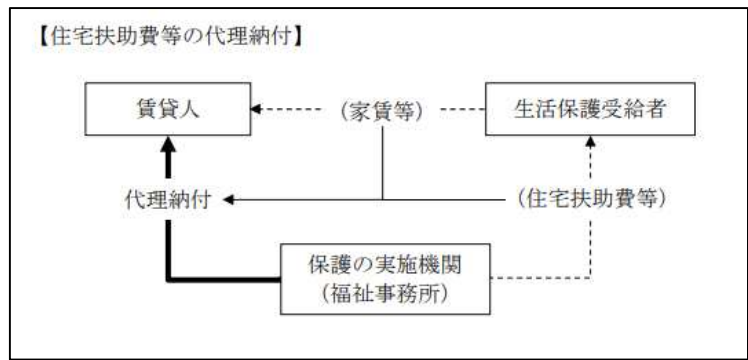 【住宅扶助費等の代理納付】
賃貸人
（家賃等）
生活保護受給者
代理納付
（住宅扶助費等）
保護の実施機関
（福祉事務所）